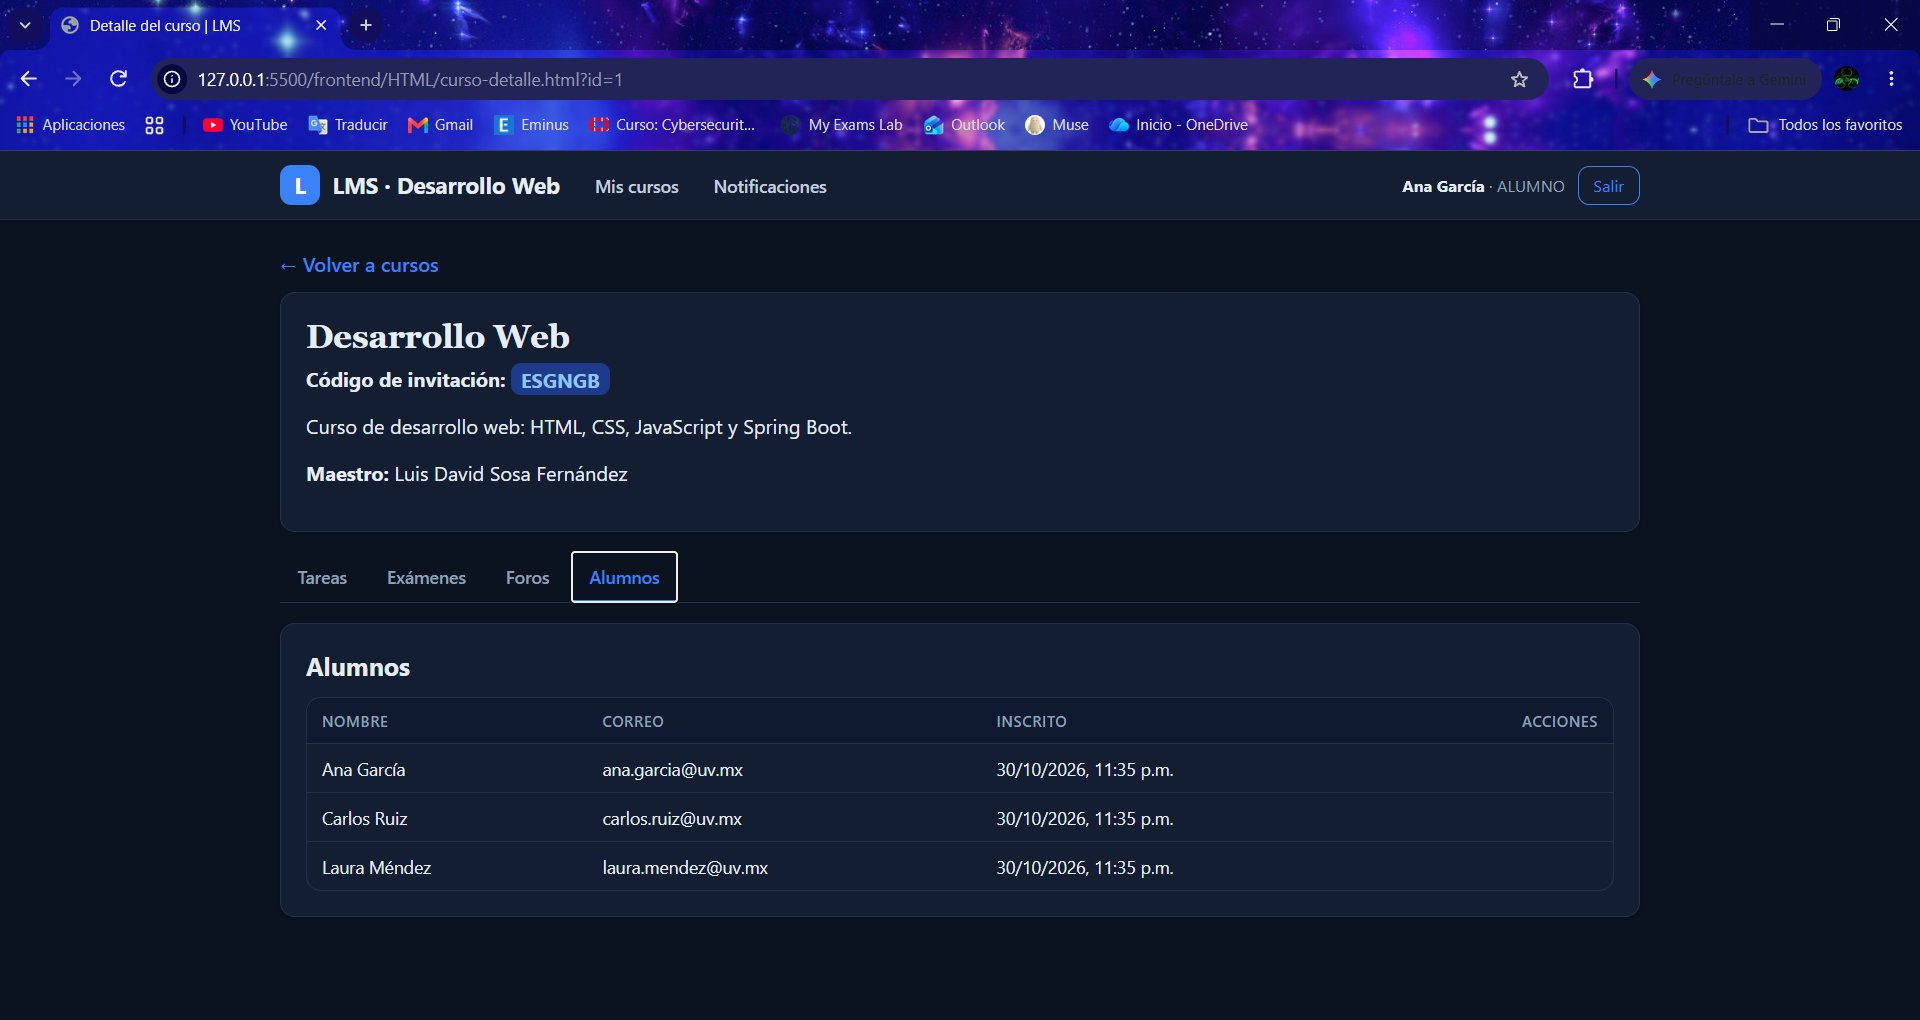 Detalle del curso | LMS
127.0.0.1:5500/frontend/HTML/curso-detalle.html?id=1
Pregúntale a Gemini
Aplicaciones YouTube Traducir Gmail Eminus Curso: Cybersecurit... My Exams Lab Outlook Muse Inicio - OneDrive Todos los favoritos
L LMS · Desarrollo Web Mis cursos Notificaciones Ana García · ALUMNO Salir
← Volver a cursos
Desarrollo Web
Código de invitación: ESGNGB
Curso de desarrollo web: HTML, CSS, JavaScript y Spring Boot.
Maestro: Luis David Sosa Fernández
Tareas Exámenes Foros Alumnos
Alumnos
NOMBRE CORREO INSCRITO ACCIONES
Ana García ana.garcia@uv.mx 30/10/2026, 11:35 p.m.
Carlos Ruiz carlos.ruiz@uv.mx 30/10/2026, 11:35 p.m.
Laura Méndez laura.mendez@uv.mx 30/10/2026, 11:35 p.m.